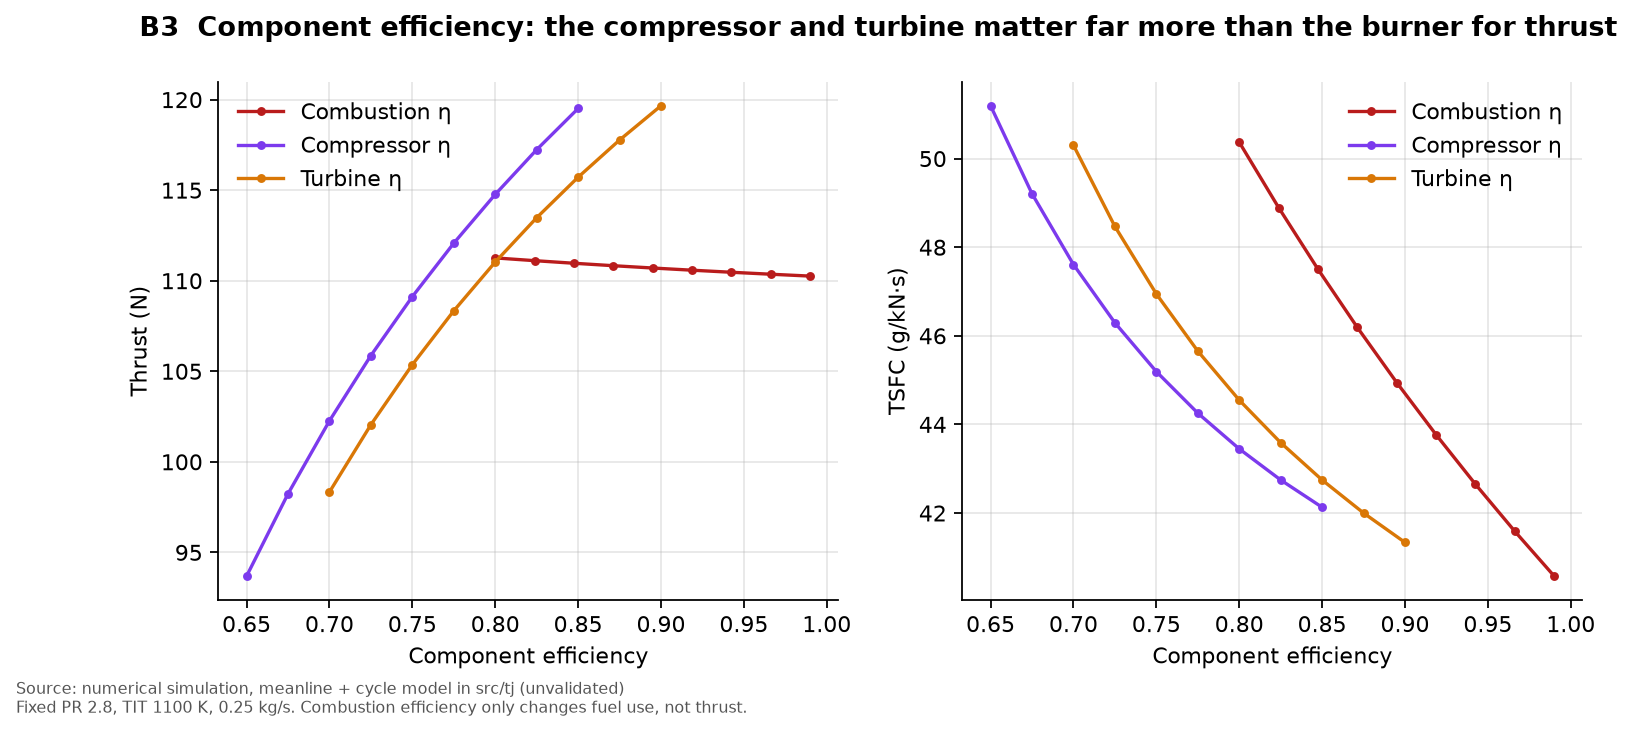 B3  Component efficiency: the compressor and turbine matter far more than the burner for thrust
Combustion η
Compressor η
Turbine η
120
115
110
105
100
95
Thrust (N)
0.65 0.70 0.75 0.80 0.85 0.90 0.95 1.00
Component efficiency
Combustion η
Compressor η
Turbine η
50
48
46
44
42
TSFC (g/kN·s)
0.65 0.70 0.75 0.80 0.85 0.90 0.95 1.00
Component efficiency
Source: numerical simulation, meanline + cycle model in src/tj (unvalidated)
Fixed PR 2.8, TIT 1100 K, 0.25 kg/s. Combustion efficiency only changes fuel use, not thrust.